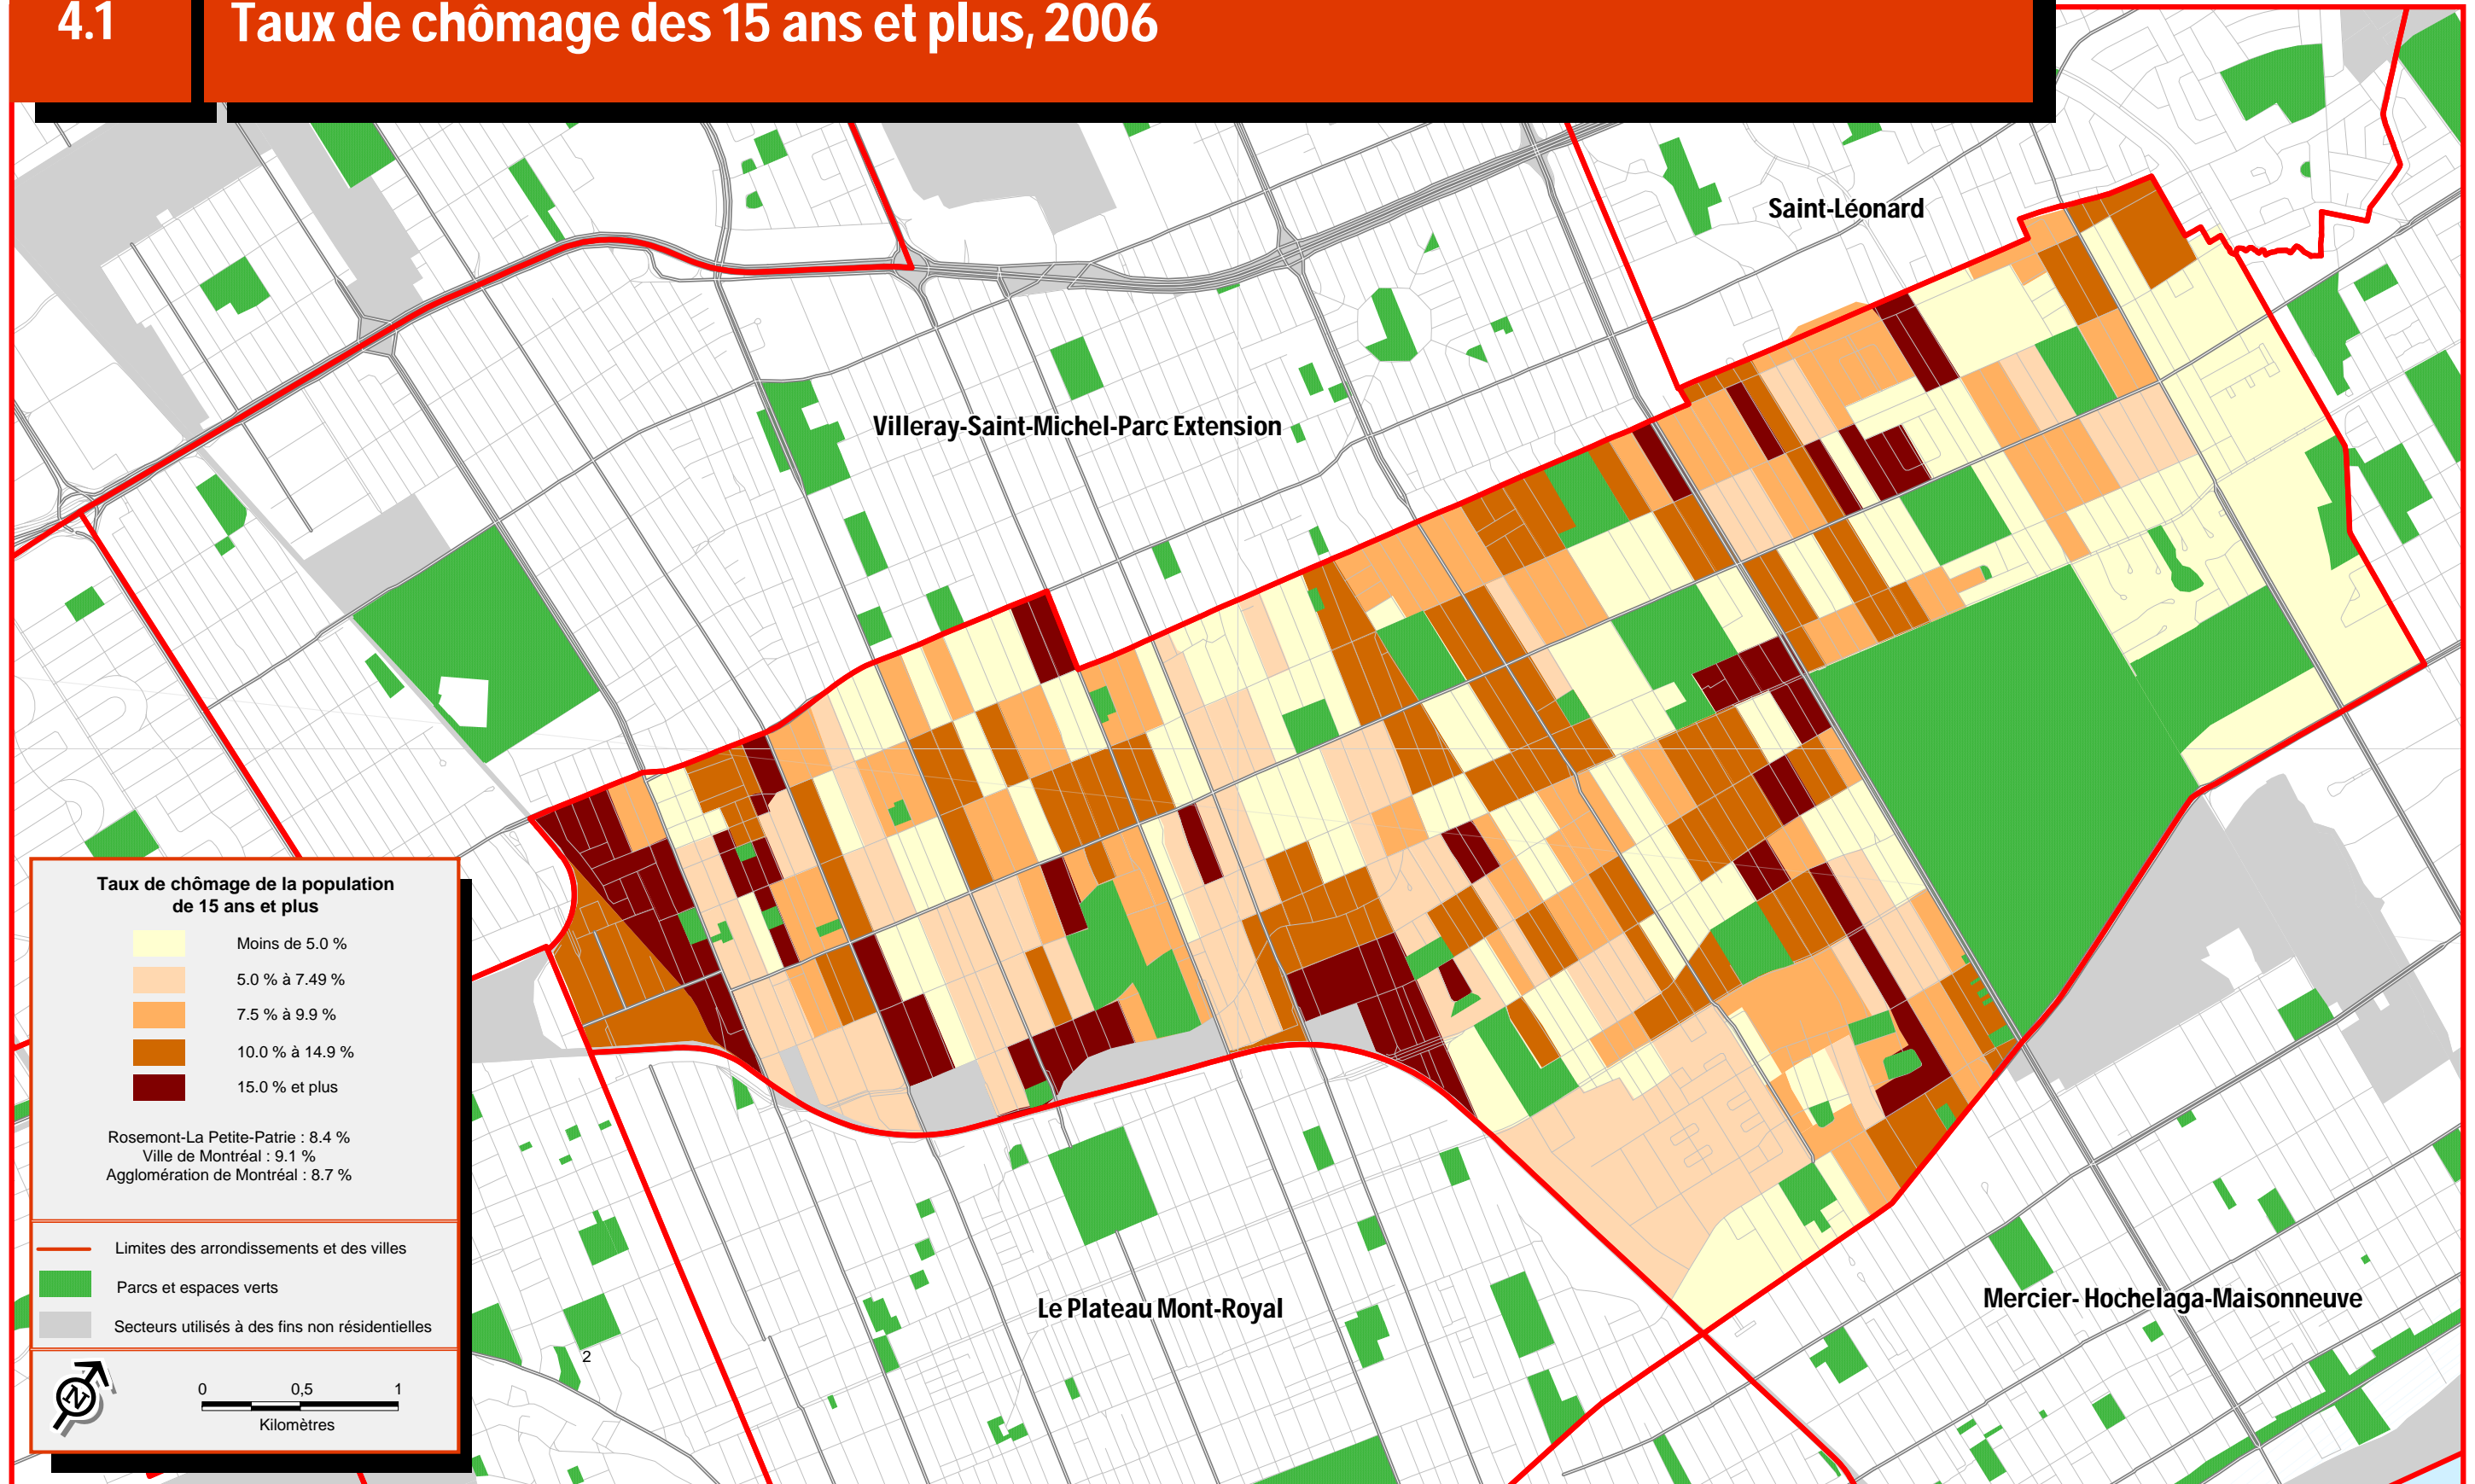 4.1
Taux de chômage des 15 ans et plus, 2006
Saint-Léonard
Villeray-Saint-Michel-Parc Extension
Taux de chômage de la population
de 15 ans et plus
Moins de 5.0 %
5.0 % à 7.49 %
7.5 % à 9.9 %
10.0 % à 14.9 %
15.0 % et plus
Rosemont-La Petite-Patrie : 8.4 %
Ville de Montréal : 9.1 %
Agglomération de Montréal : 8.7 %
Limites des arrondissements et des villes
Parcs et espaces verts
Secteurs utilisés à des fins non résidentielles
N
0 0,5 1
Kilomètres
2
Le Plateau Mont-Royal
Mercier- Hochelaga-Maisonneuve